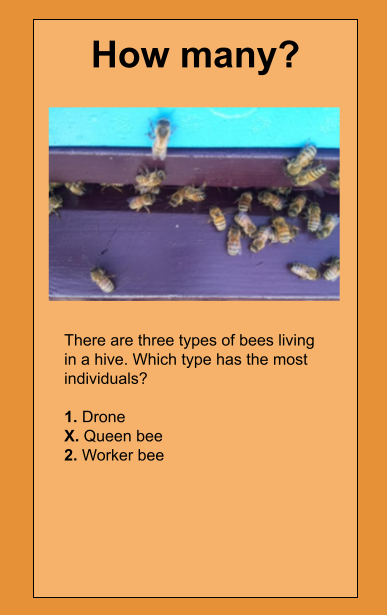 How many?
There are three types of bees living
in a hive. Which type has the most
individuals?
1. Drone
X. Queen bee
2. Worker bee